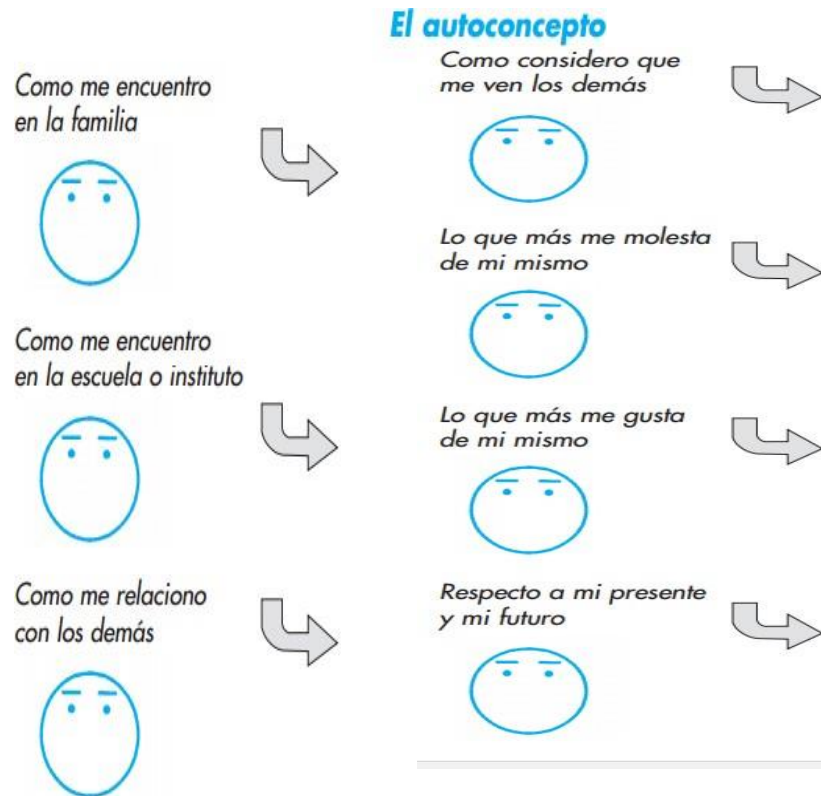 El autoconcepto
Como me encuentro
en la familia
Como me encuentro
en la escuela o instituto
Como me relaciono
con los demás
Como considero que
me ven los demás
Lo que más me molesta
de mi mismo
Lo que más me gusta
de mi mismo
Respecto a mi presente
y mi futuro